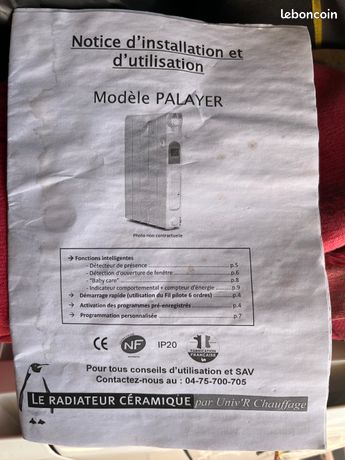 leboncoin
Notice d'installation et
d'utilisation
Modèle PALAYER
Photo non contractuelle
→ Fonctions intelligentes
- Détecteur de présence p.5
- Détection d'ouverture de fenêtre p.6
- "Baby care" p.8
- Indicateur comportemental + compteur d'énergie p.9
→ Démarrage rapide (utilisation du Fil pilote 6 ordres) p.4
→ Activation des programmes pré-enregistrés p.4
→ Programmation personnalisée p.7
CE NF IP20 FRANÇAISE
Pour tous conseils d'utilisation et SAV
Contactez-nous au : 04-75-700-705
LE RADIATEUR CÉRAMIQUE par Univ'R Chauffage